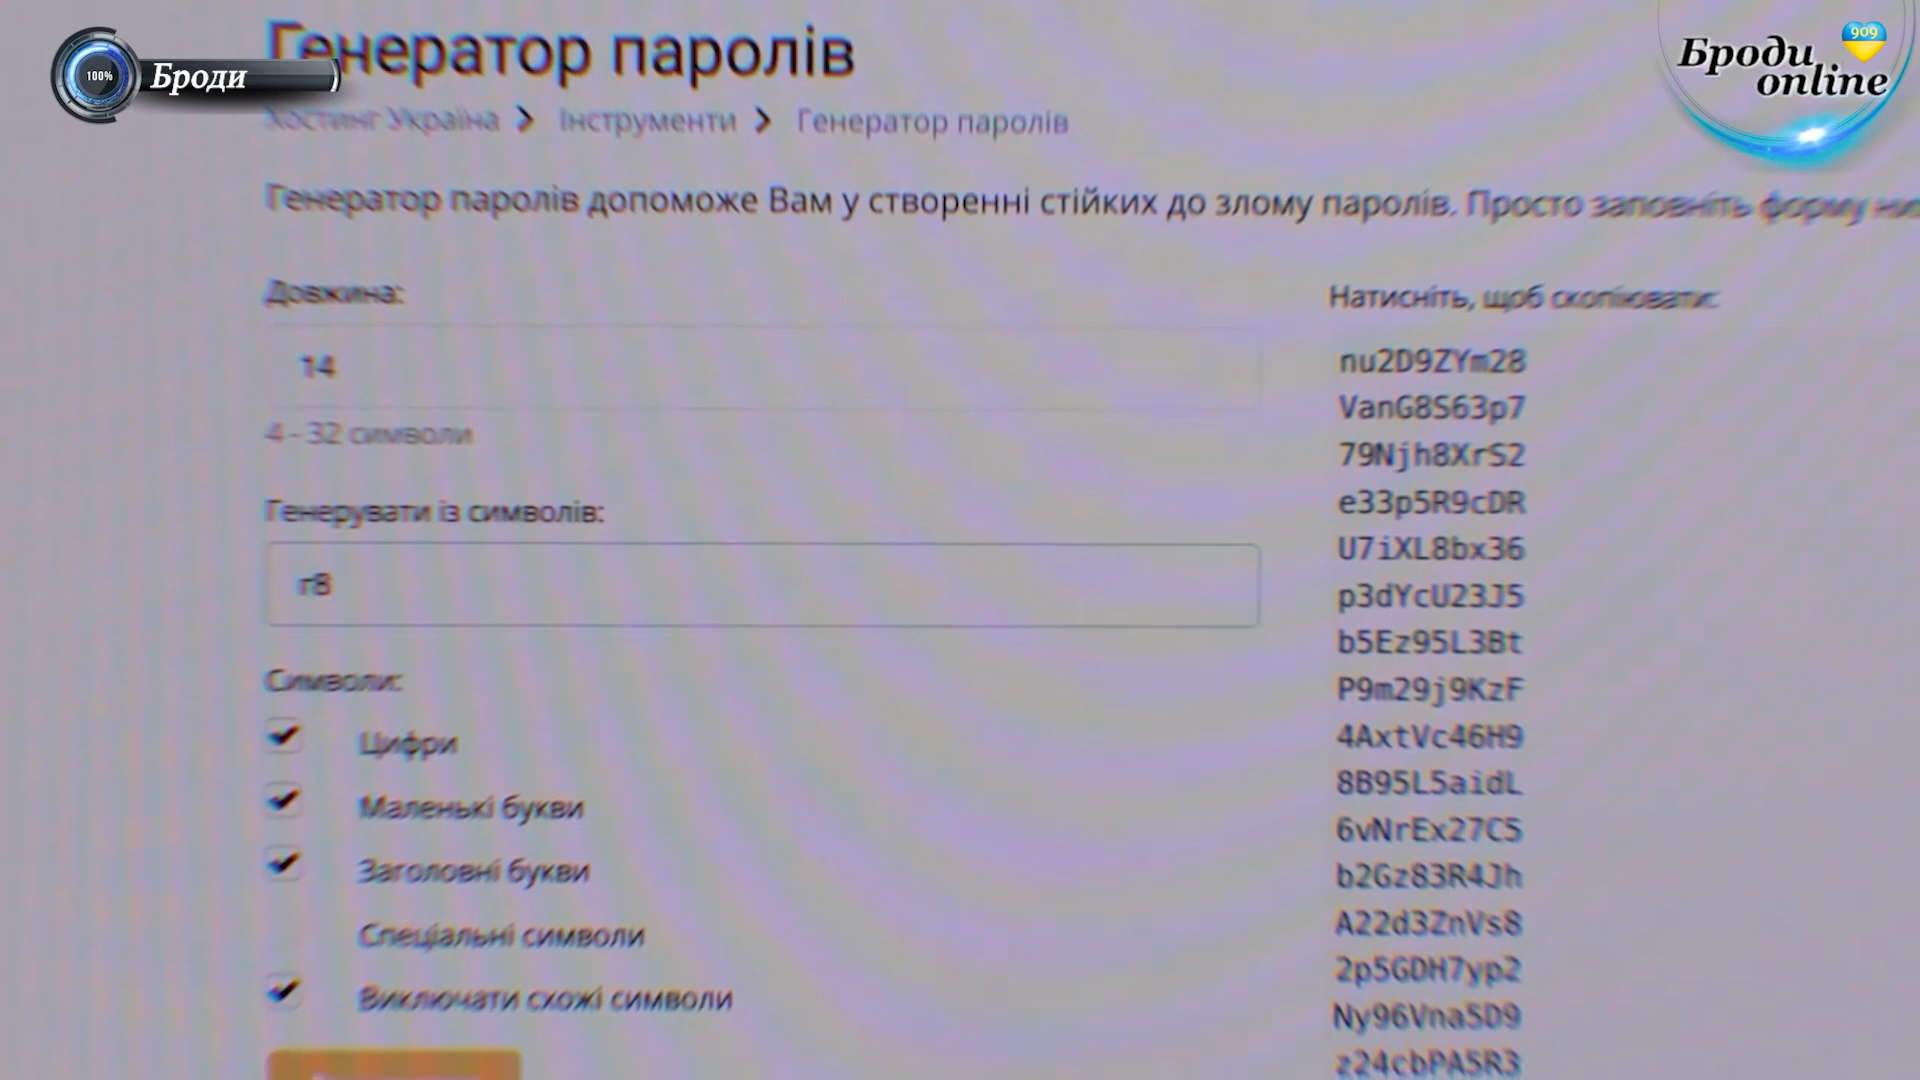 Генератор паролів
100%
Броди
909
Броди
online
Хостинг Україна > Інструменти > Генератор паролів
Генератор паролів допоможе Вам у створенні стійких до злому паролів. Просто заповніть форму
Довжина:
14
4 - 32 символи
Генерувати із символів:
r8
Символи:
Цифри
Маленькі букви
Заголовні букви
Спеціальні символи
Виключати схожі символи
Натисніть, щоб скопіювати:
nu2D9ZYm28
VanG8S63p7
79Njh8XrS2
e33p5R9cDR
U7iXL8bx36
p3dYcU23J5
b5Ez95L3Bt
P9m29j9KzF
4AxtVc46H9
8B95L5aidL
6vNrEx27C5
b2Gz83R4Jh
A22d3ZnVs8
2p5GDH7yp2
Ny96Vna5D9
z24cbPA5R3